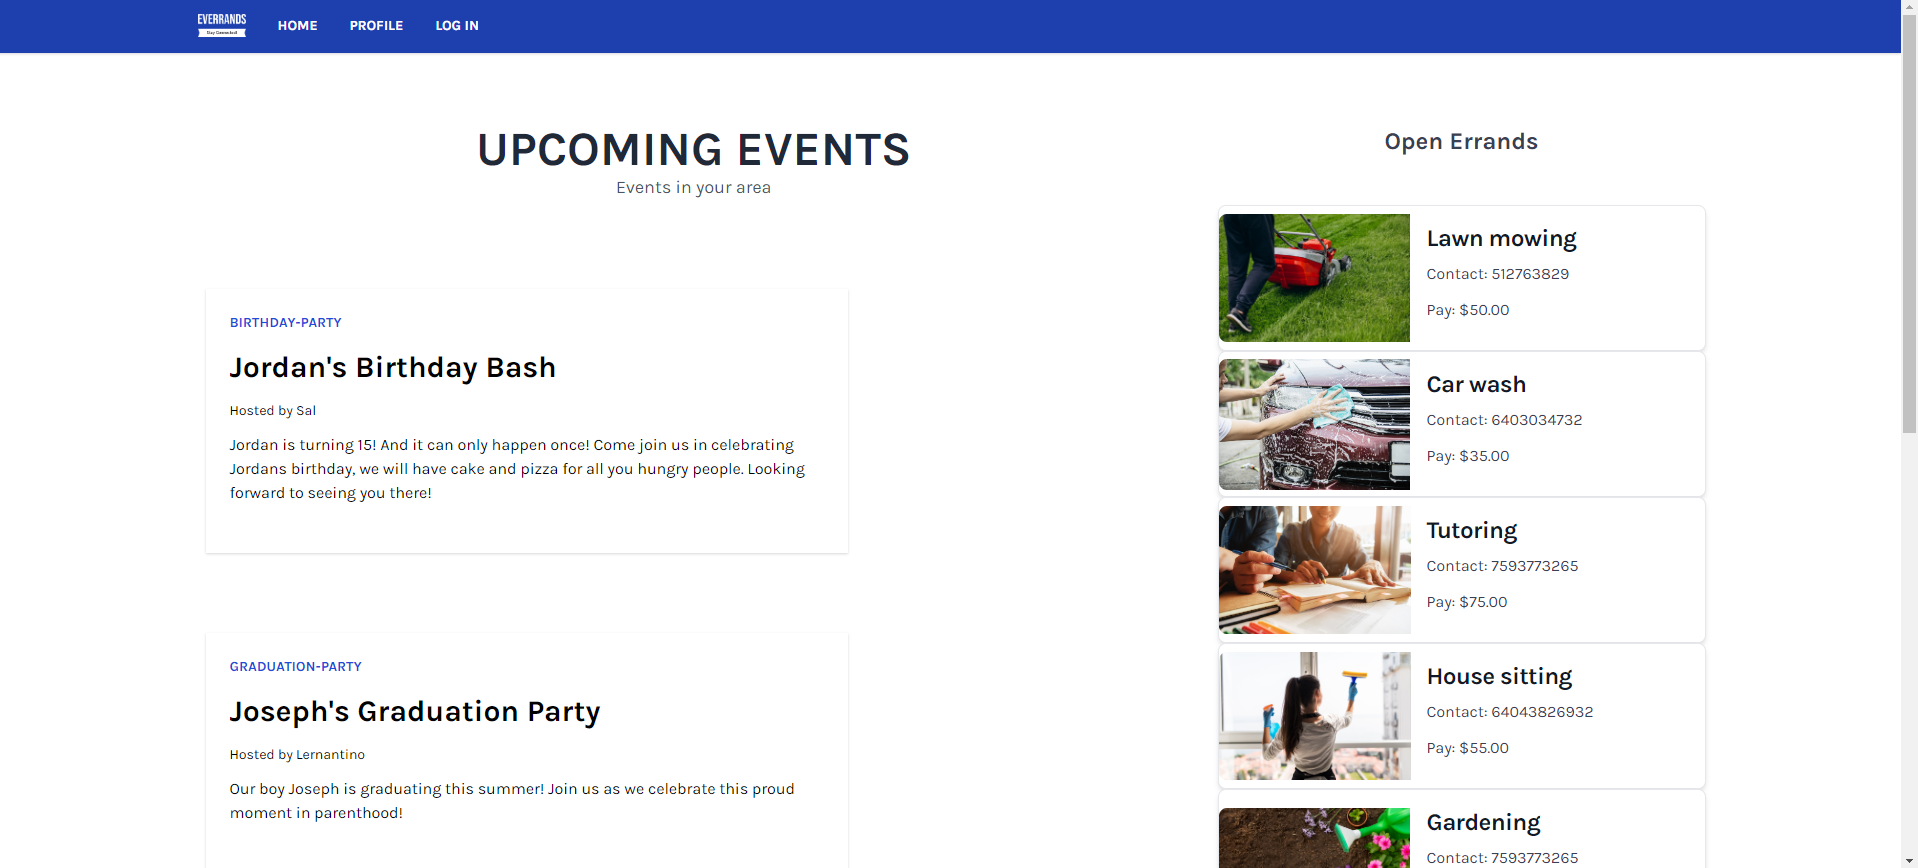 EVERRANDS
Stay Connected!
HOME
PROFILE
LOG IN
UPCOMING EVENTS
Events in your area
BIRTHDAY-PARTY
Jordan's Birthday Bash
Hosted by Sal
Jordan is turning 15! And it can only happen once! Come join us in celebrating
Jordans birthday, we will have cake and pizza for all you hungry people. Looking
forward to seeing you there!
GRADUATION-PARTY
Joseph's Graduation Party
Hosted by Lernantino
Our boy Joseph is graduating this summer! Join us as we celebrate this proud
moment in parenthood!
Open Errands
Lawn mowing
Contact: 512763829
Pay: $50.00
Car wash
Contact: 6403034732
Pay: $35.00
Tutoring
Contact: 7593773265
Pay: $75.00
House sitting
Contact: 64043826932
Pay: $55.00
Gardening
Contact: 7593773265